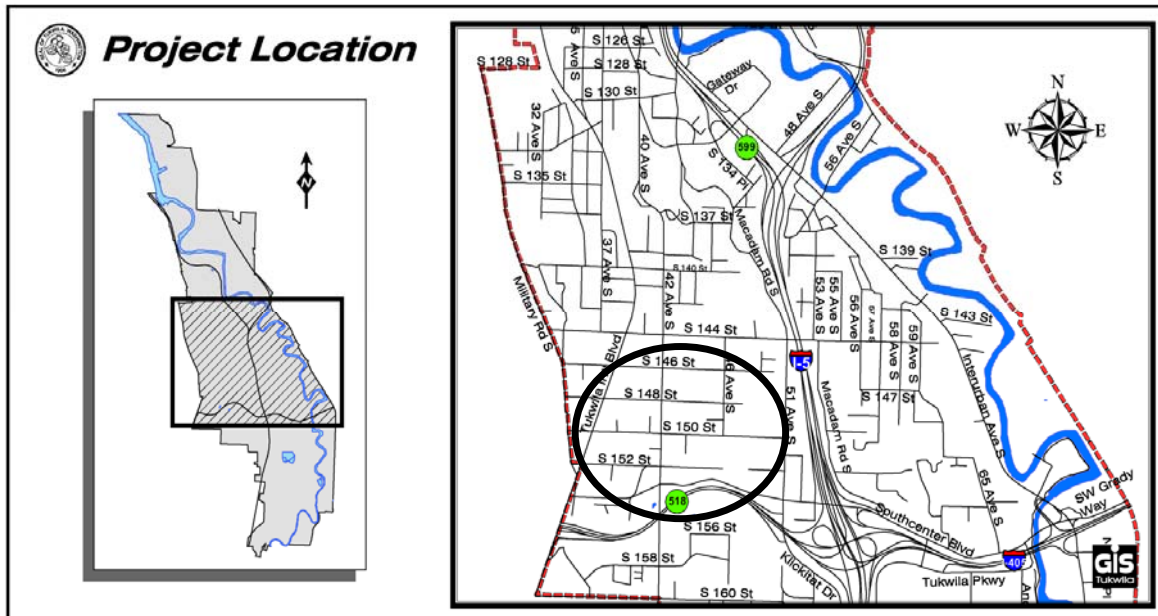 Project Location
N
N
W E
S
S 126 St
S 128 St
S 128 St
S 130 St
Gateway Dr
32 Ave S
40 Ave S
48 Ave S
56 Ave S
599
S 134 Pl
S 135 St
S 137 St
Macadam Rd S
37 Ave S
S 139 St
S 140 St
42 Ave S
Military Rd S
53 Ave S
55 Ave S
56 Ave S
57 Ave S
58 Ave S
59 Ave S
S 143 St
S 144 St
I-5
Interurban Ave S
S 146 St
Tukwila Blvd
S 147 St
S 148 St
51 Ave S
Macadam Rd S
S 150 St
S 152 St
65 Ave S
SW Grady Way
518
S 156 St
Southcenter Blvd
S 158 St
Klickitat Dr
Tukwila Pkwy
S 160 St
GIS
Tukwila